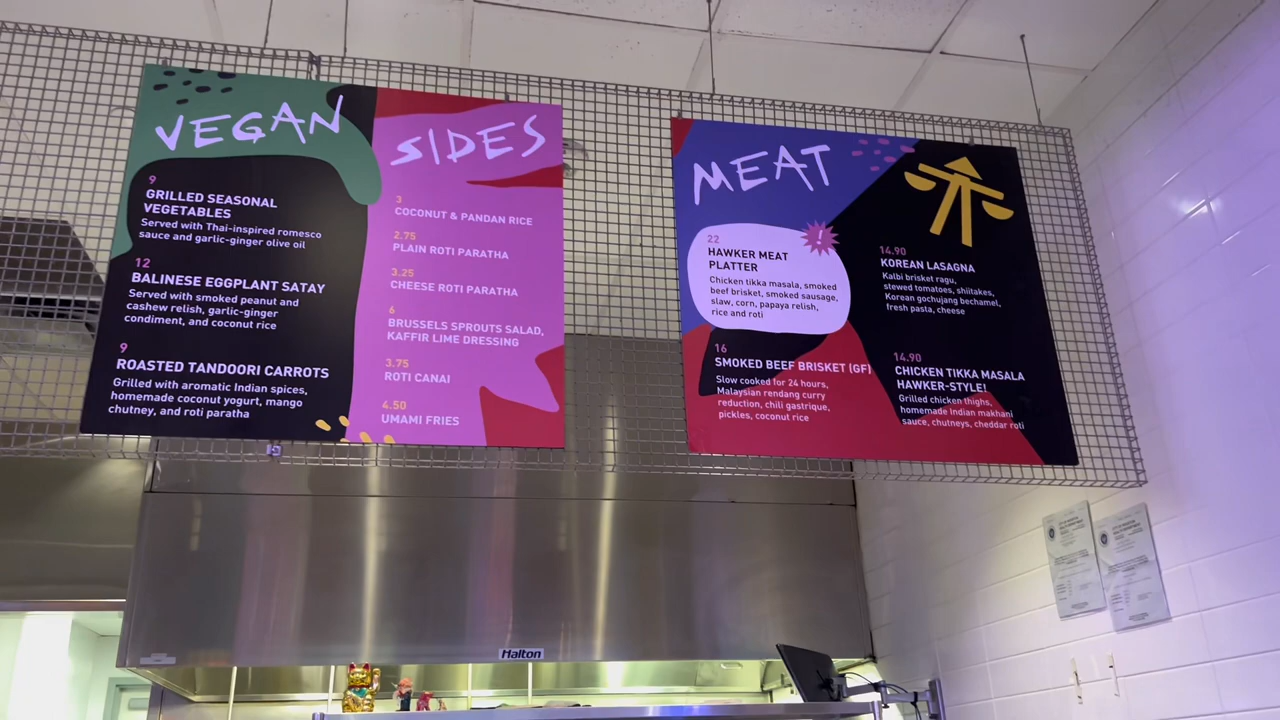 VEGAN
9
GRILLED SEASONAL
VEGETABLES
Served with Thai-inspired romesco
sauce and garlic-ginger olive oil
12
BALINESE EGGPLANT SATAY
Served with smoked peanut and
cashew relish, garlic-ginger
condiment, and coconut rice
9
ROASTED TANDOORI CARROTS
Grilled with aromatic Indian spices,
homemade coconut yogurt, mango
chutney, and roti paratha
SIDES
3
COCONUT & PANDAN RICE
2.75
PLAIN ROTI PARATHA
3.25
CHEESE ROTI PARATHA
6
BRUSSELS SPROUTS SALAD,
KAFFIR LIME DRESSING
3.75
ROTI CANAI
4.50
UMAMI FRIES
MEAT
22
HAWKER MEAT
PLATTER
Chicken tikka masala, smoked
beef brisket, smoked sausage,
slaw, corn, papaya relish,
rice and roti
!
16
SMOKED BEEF BRISKET (GF)
Slow cooked for 24 hours,
Malaysian rendang curry
reduction, chili gastrique,
pickles, coconut rice
14.90
KOREAN LASAGNA
Kalbi brisket ragu,
stewed tomatoes, shiitakes,
Korean gochujang bechamel,
fresh pasta, cheese
14.90
CHICKEN TIKKA MASALA
HAWKER-STYLE!
Grilled chicken thighs,
homemade Indian makhani
sauce, chutneys, cheddar roti
Halton